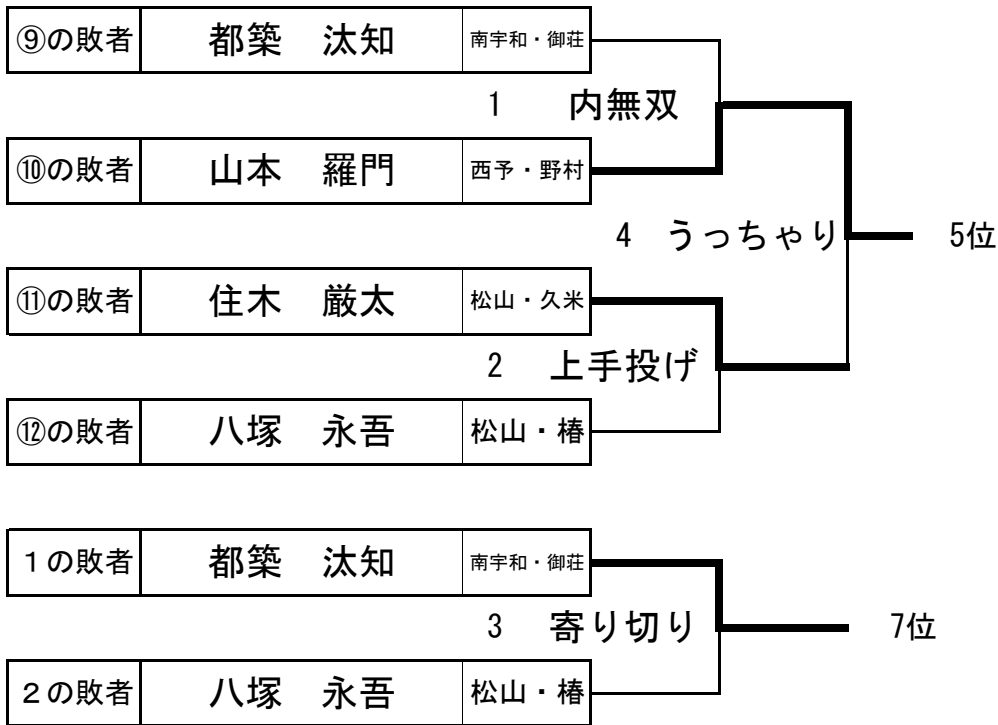 ⑨の敗者 都築 汰知 南宇和・御荘
1 内無双
⑩の敗者 山本 羅門 西予・野村
4 うっちゃり 5位
⑪の敗者 住木 厳太 松山・久米
2 上手投げ
⑫の敗者 八塚 永吾 松山・椿
１の敗者 都築 汰知 南宇和・御荘
3 寄り切り 7位
２の敗者 八塚 永吾 松山・椿